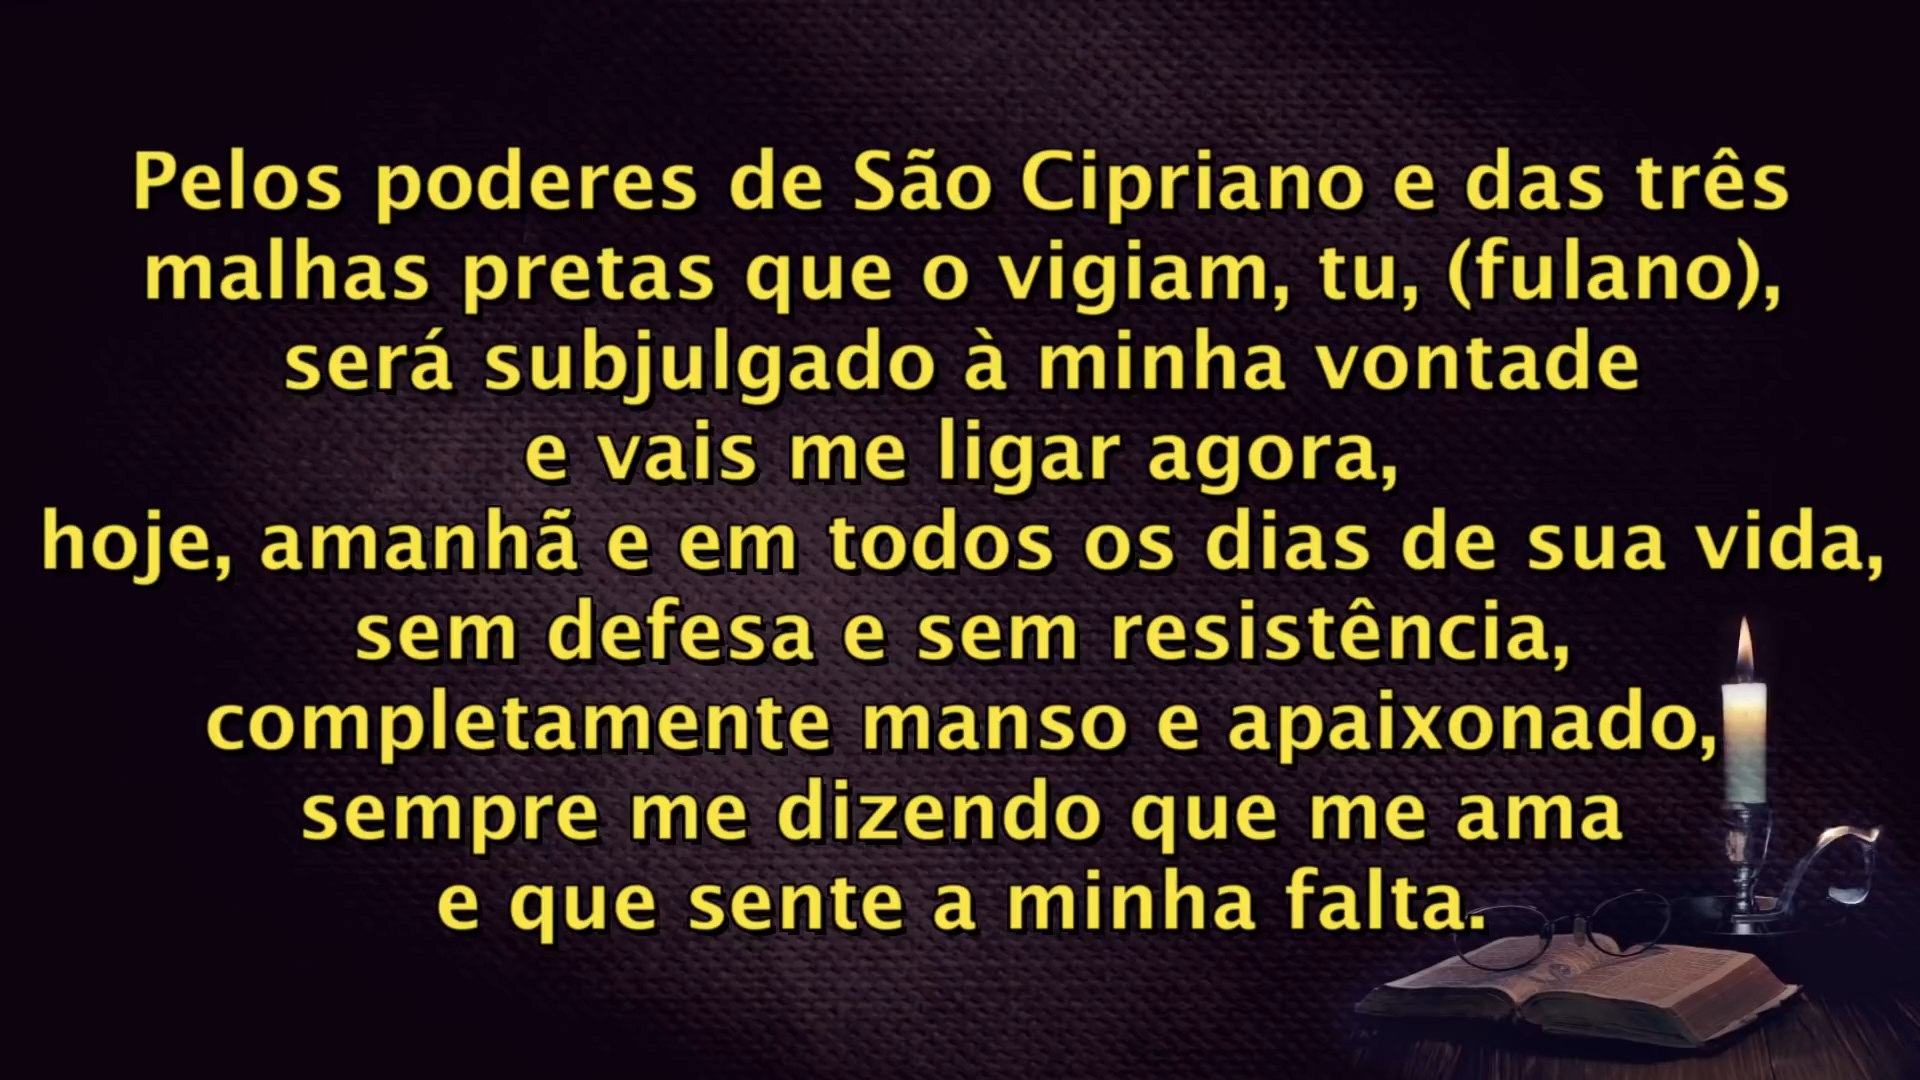 Pelos poderes de São Cipriano e das três
malhas pretas que o vigiam, tu, (fulano),
será subjulgado à minha vontade
e vais me ligar agora,
hoje, amanhã e em todos os dias de sua vida,
sem defesa e sem resistência,
completamente manso e apaixonado,
sempre me dizendo que me ama
e que sente a minha falta.